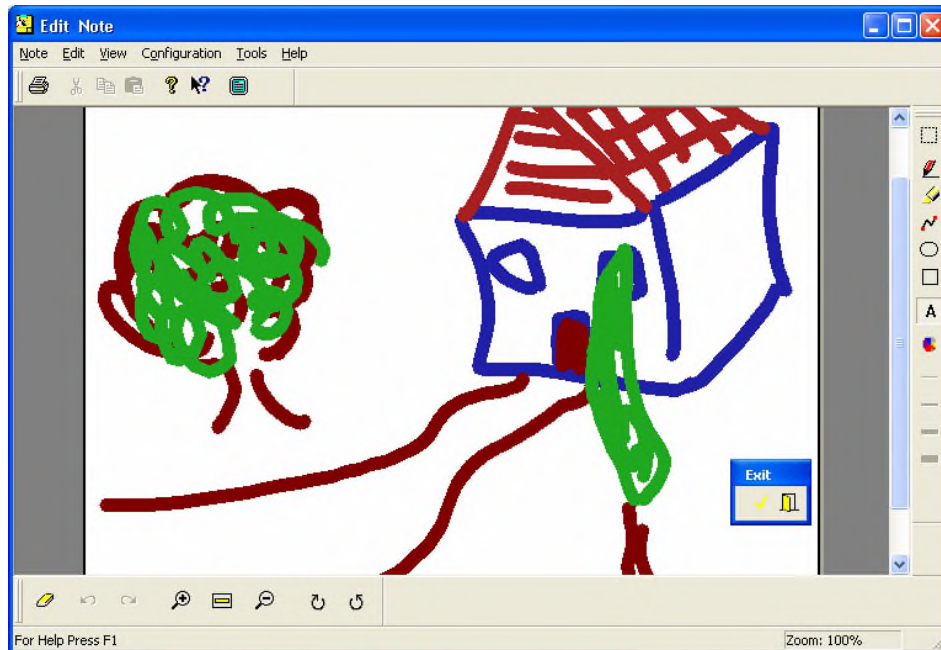 Edit Note
Note Edit View Configuration Tools Help
A
Exit
For Help Press F1
Zoom: 100%